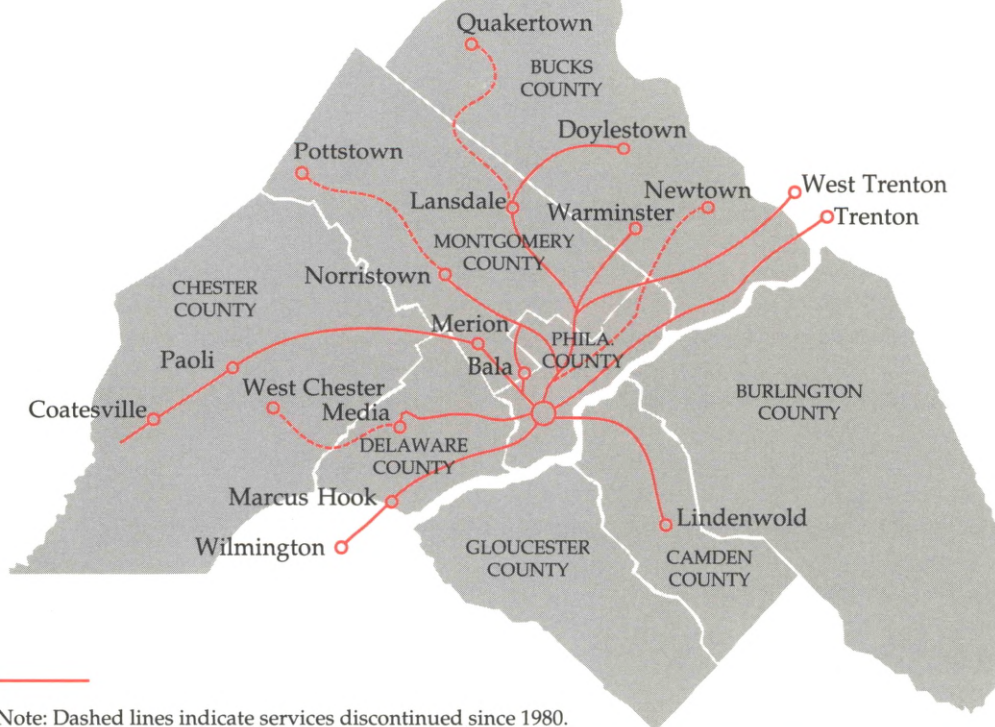 Quakertown
BUCKS
COUNTY
Doylestown
Pottstown
Newtown
West Trenton
Lansdale
Warminster
Trenton
MONTGOMERY
COUNTY
Norristown
CHESTER
COUNTY
Merion
PHILA.
COUNTY
Paoli
Bala
West Chester
BURLINGTON
COUNTY
Coatesville
Media
DELAWARE
COUNTY
Marcus Hook
Lindenwold
Wilmington
GLOUCESTER
COUNTY
CAMDEN
COUNTY
Note: Dashed lines indicate services discontinued since 1980.